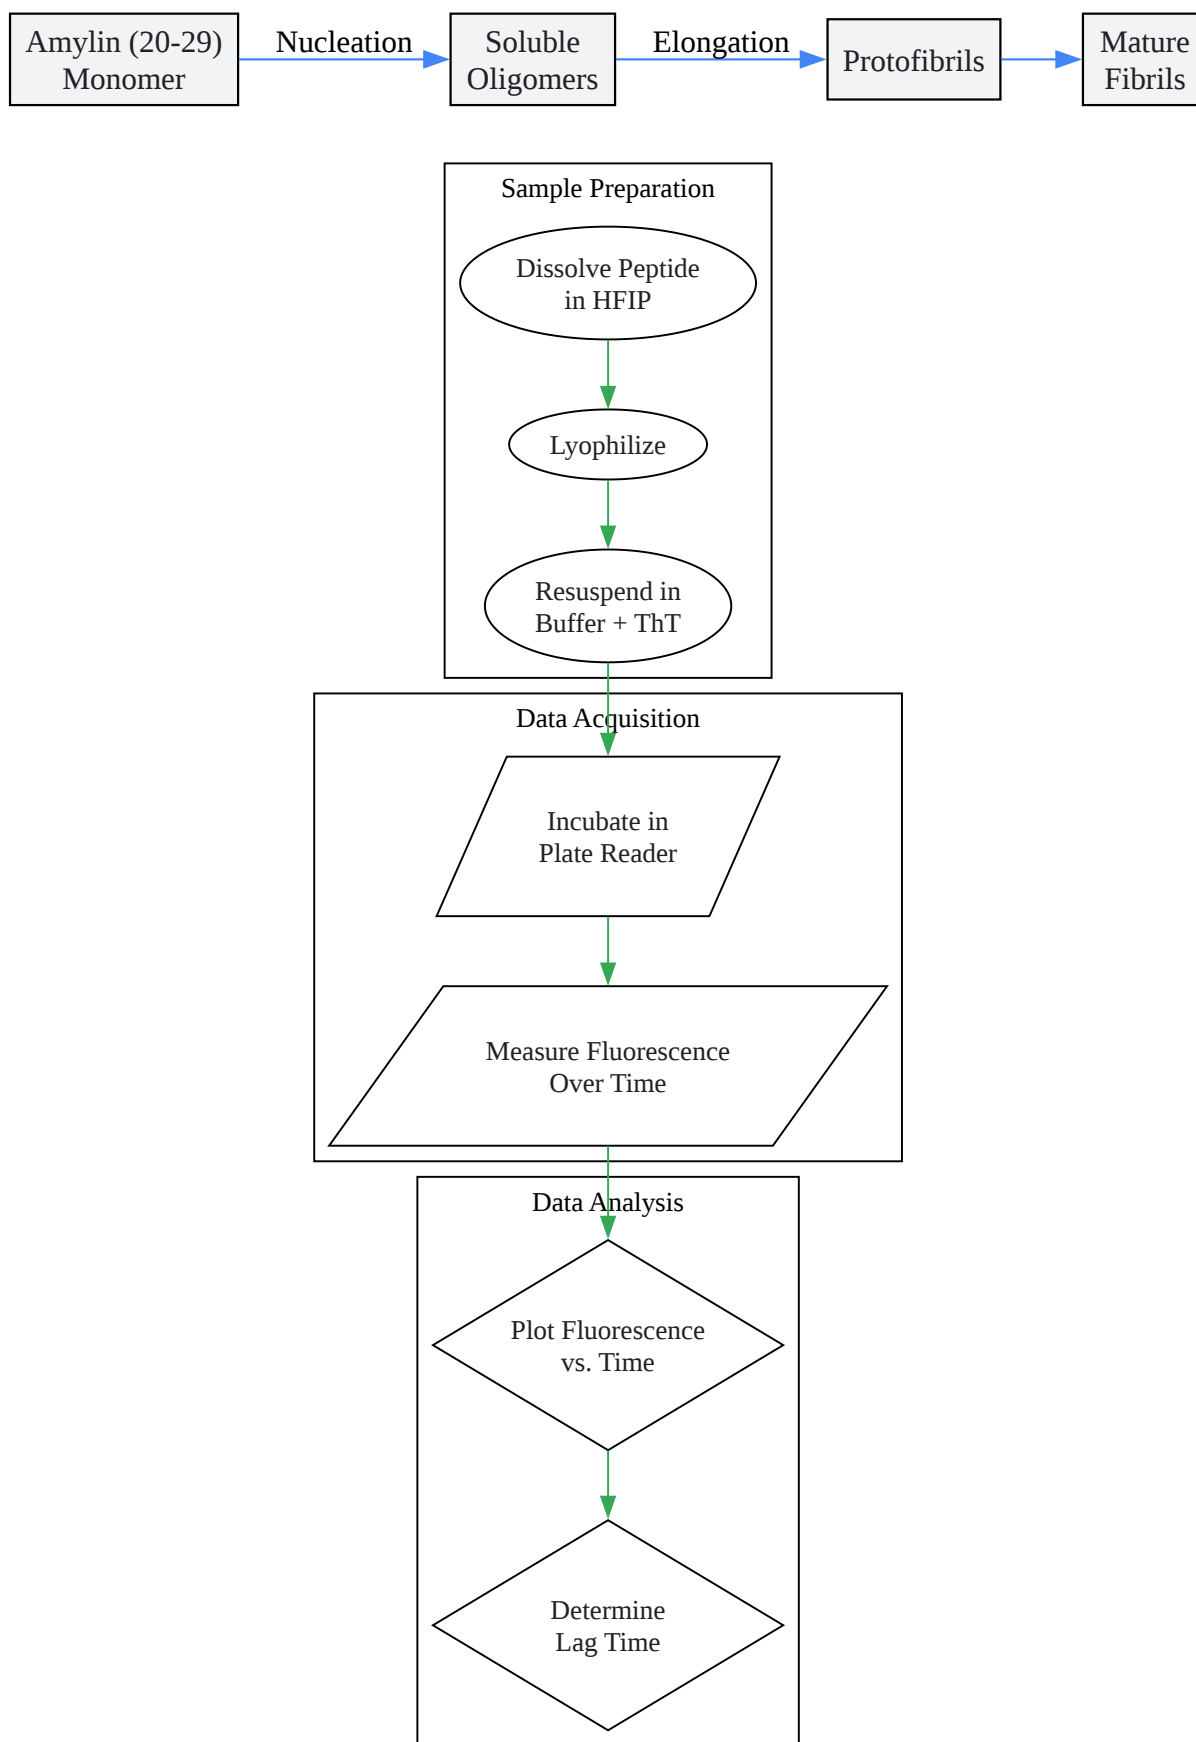 Amylin (20-29)
Monomer
Nucleation
Soluble
Oligomers
Elongation
Protofibrils
Mature
Fibrils
Sample Preparation
Dissolve Peptide
in HFIP
Lyophilize
Resuspend in
Buffer + ThT
Data Acquisition
Incubate in
Plate Reader
Measure Fluorescence
Over Time
Data Analysis
Plot Fluorescence
vs. Time
Determine
Lag Time